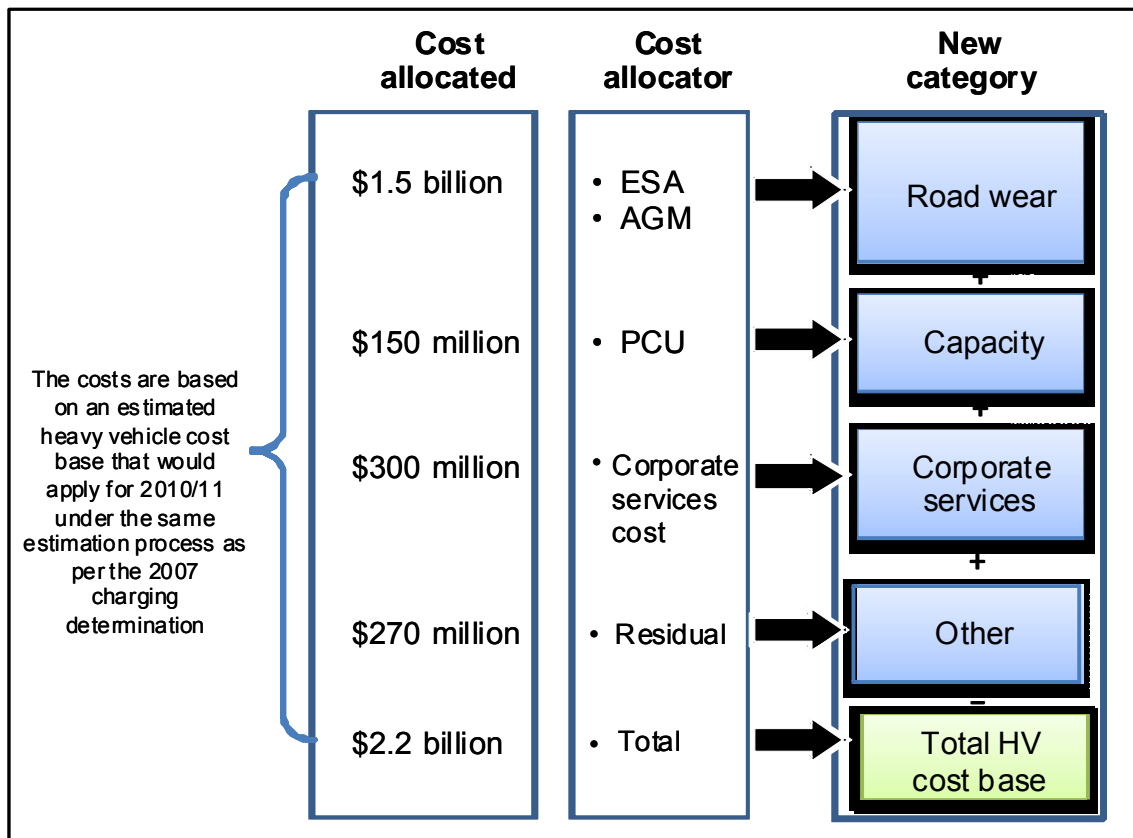 Cost
allocated
Cost
allocator
New
category
$1.5 billion
• ESA
• AGM
Road wear
+
$150 million
• PCU
Capacity
+
$300 million
• Corporate
services
cost
Corporate
services
+
$270 million
• Residual
Other
=
$2.2 billion
• Total
Total HV
cost base
The costs are based
on an estimated
heavy vehicle cost
base that would
apply for 2010/11
under the same
estimation process as
per the 2007
charging
determination